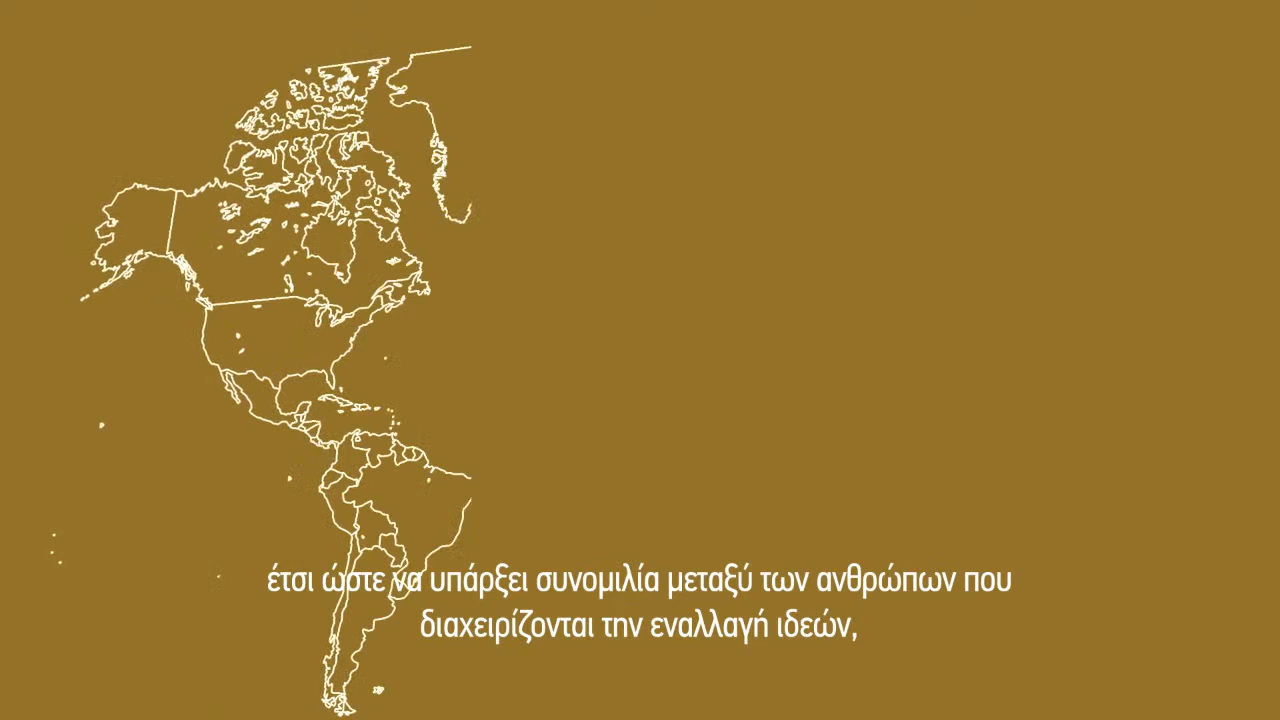 έτσι ώστε να υπάρξει συνομιλία μεταξύ των ανθρώπων που
διαχειρίζονται την εναλλαγή ιδεών,